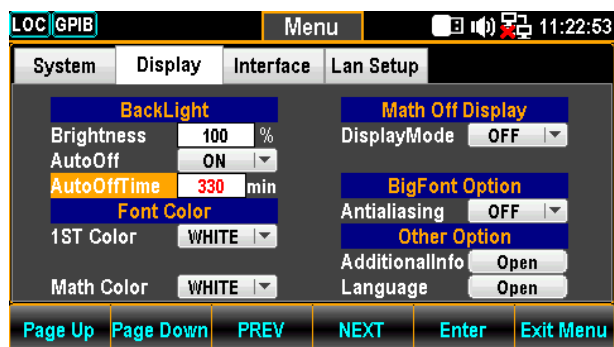 LOC GPIB Menu 11:22:53
System Display Interface Lan Setup
BackLight
Brightness 100 %
AutoOff ON
AutoOffTime 330 min
Font Color
1ST Color WHITE
Math Color WHITE
Math Off Display
DisplayMode OFF
BigFont Option
Antialiasing OFF
Other Option
AdditionalInfo Open
Language Open
Page Up Page Down PREV NEXT Enter Exit Menu